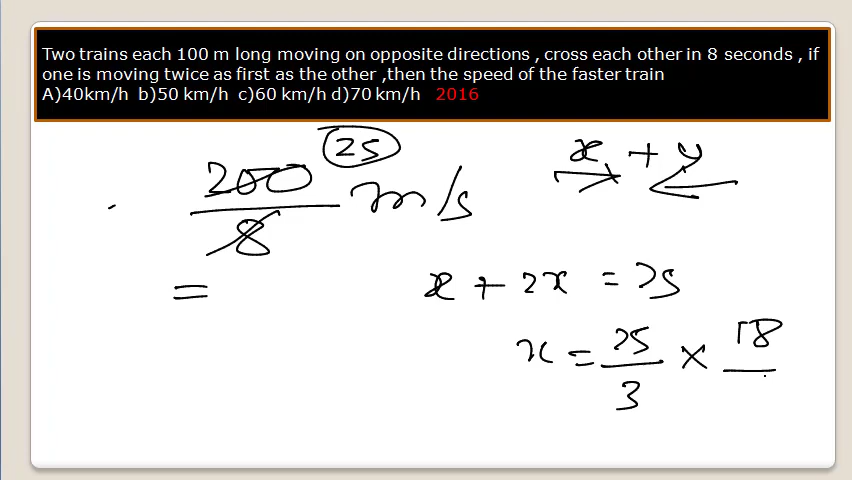 Two trains each 100 m long moving on opposite directions , cross each other in 8 seconds , if
one is moving twice as first as the other ,then the speed of the faster train
A)40km/h b)50 km/h c)60 km/h d)70 km/h 2016
25
200
8
m/s
x + y
=
x + 2x = 25
x = 25
3
× 18